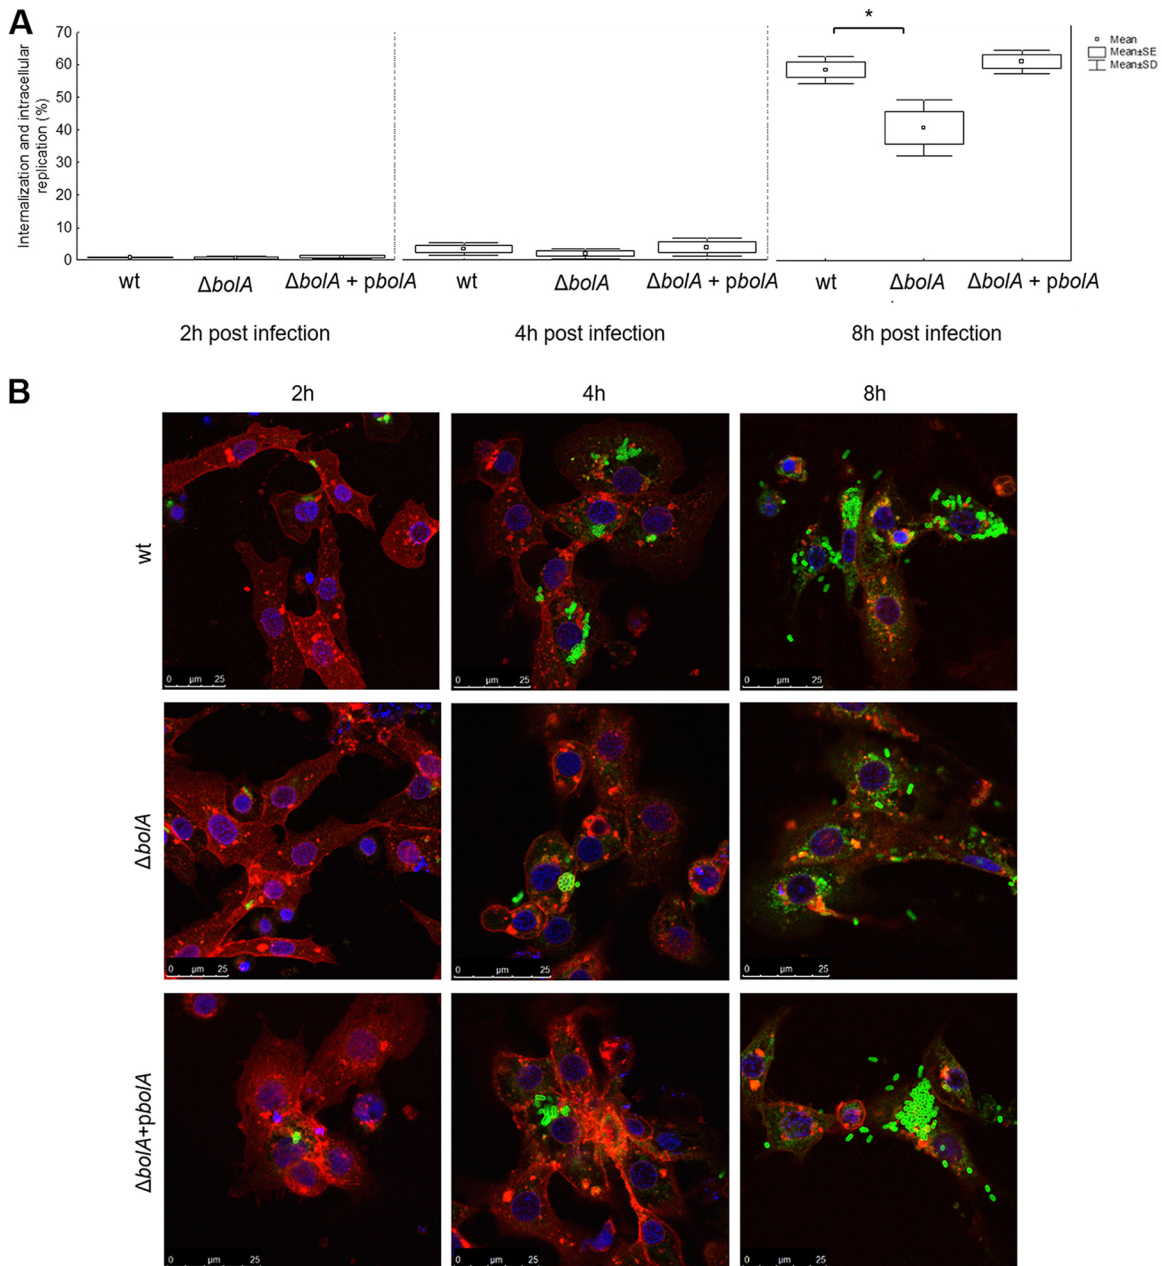 A
Internalization and intracellular
replication (%)
70
60
50
40
30
20
10
0
*
Mean
Mean±SE
Mean±SD
wt
ΔbolA
ΔbolA + pbolA
wt
ΔbolA
ΔbolA + pbolA
wt
ΔbolA
ΔbolA + pbolA
2h post infection
4h post infection
8h post infection
B
2h
4h
8h
wt
0 µm 25
0 µm 25
0 µm 25
ΔbolA
0 µm 25
0 µm 25
0 µm 25
ΔbolA+pbolA
0 µm 25
0 µm 25
0 µm 25